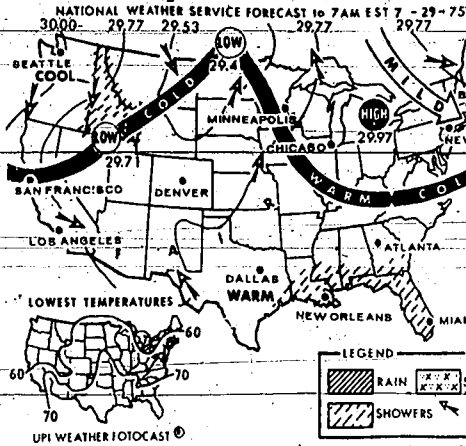 NATIONAL WEATHER SERVICE FORECAST to 7AM EST 7 - 29 - 75
30.00 29.77 29.53 29.77 29.77
LOW
SEATTLE
COOL
29.4
COLD
MILD
MINNEAPOLIS
HIGH
29.97
LOW
29.71
CHICAGO
NEW
SAN FRANCISCO
DENVER
WARM
COL
LOS ANGELES
ATLANTA
DALLAS
WARM
NEW ORLEANS
MIA
LOWEST TEMPERATURES
60
60
70
70
LEGEND
RAIN
S
SHOWERS
UPI WEATHER FOTOCAST ®